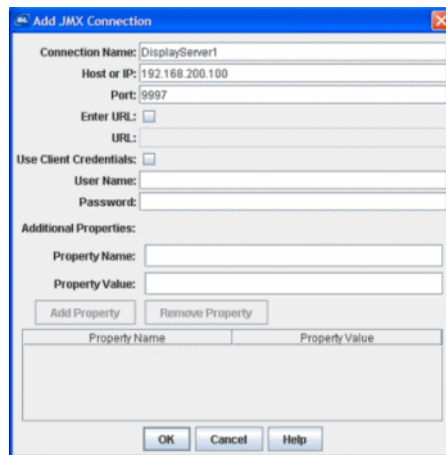 Add JMX Connection
Connection Name: DisplayServer1
Host or IP: 192.168.200.100
Port: 9997
Enter URL:
URL:
Use Client Credentials:
User Name:
Password:
Additional Properties:
Property Name:
Property Value:
Add Property Remove Property
Property Name Property Value
OK Cancel Help